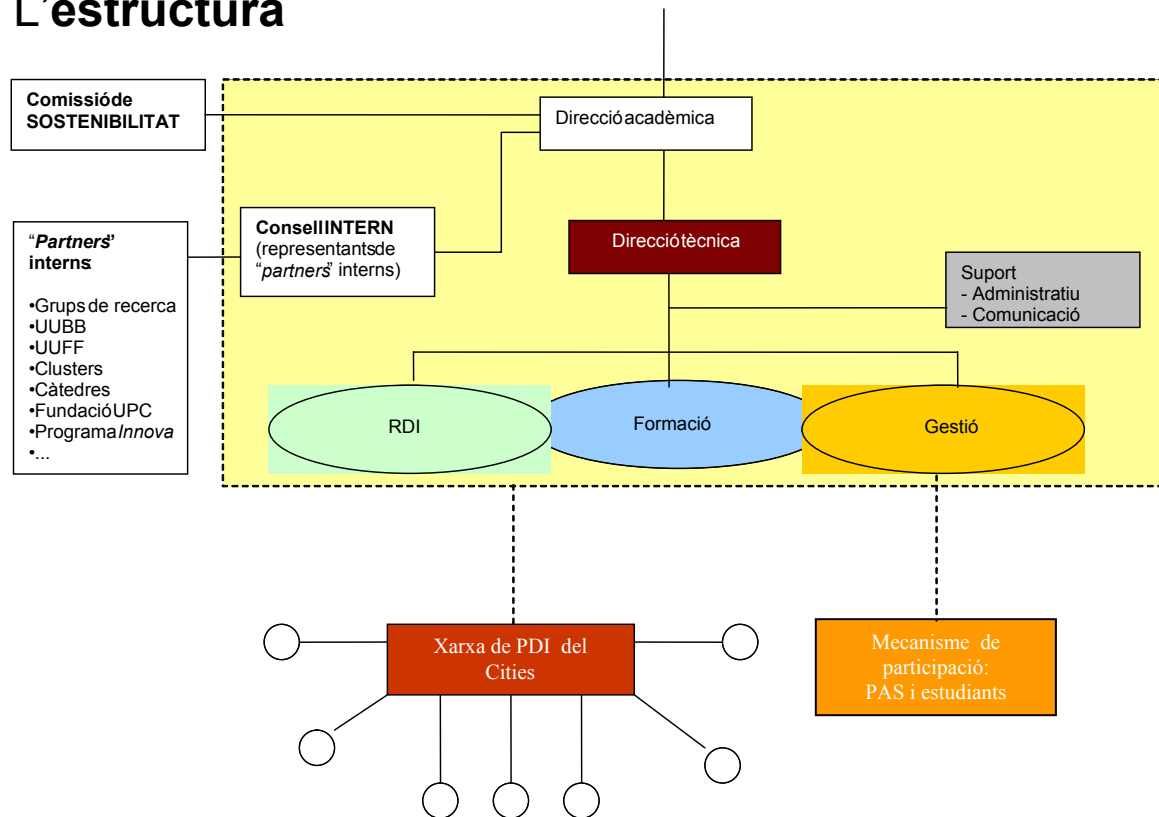 L'estructura
Comissióde
SOSTENIBILITAT
Direccióacadèmica
"Partners"
interns:
•Grups de recerca
•UUBB
•UUFF
•Clusters
•Càtedres
•FundacióUPC
•Programa Innova
•...
ConsellINTERN
(representantsde
"partners" interns)
Direcciótècnica
Suport
- Administratiu
- Comunicació
RDI
Formació
Gestió
Xarxa de PDI del
Cities
Mecanisme de
participació:
PAS i estudiants